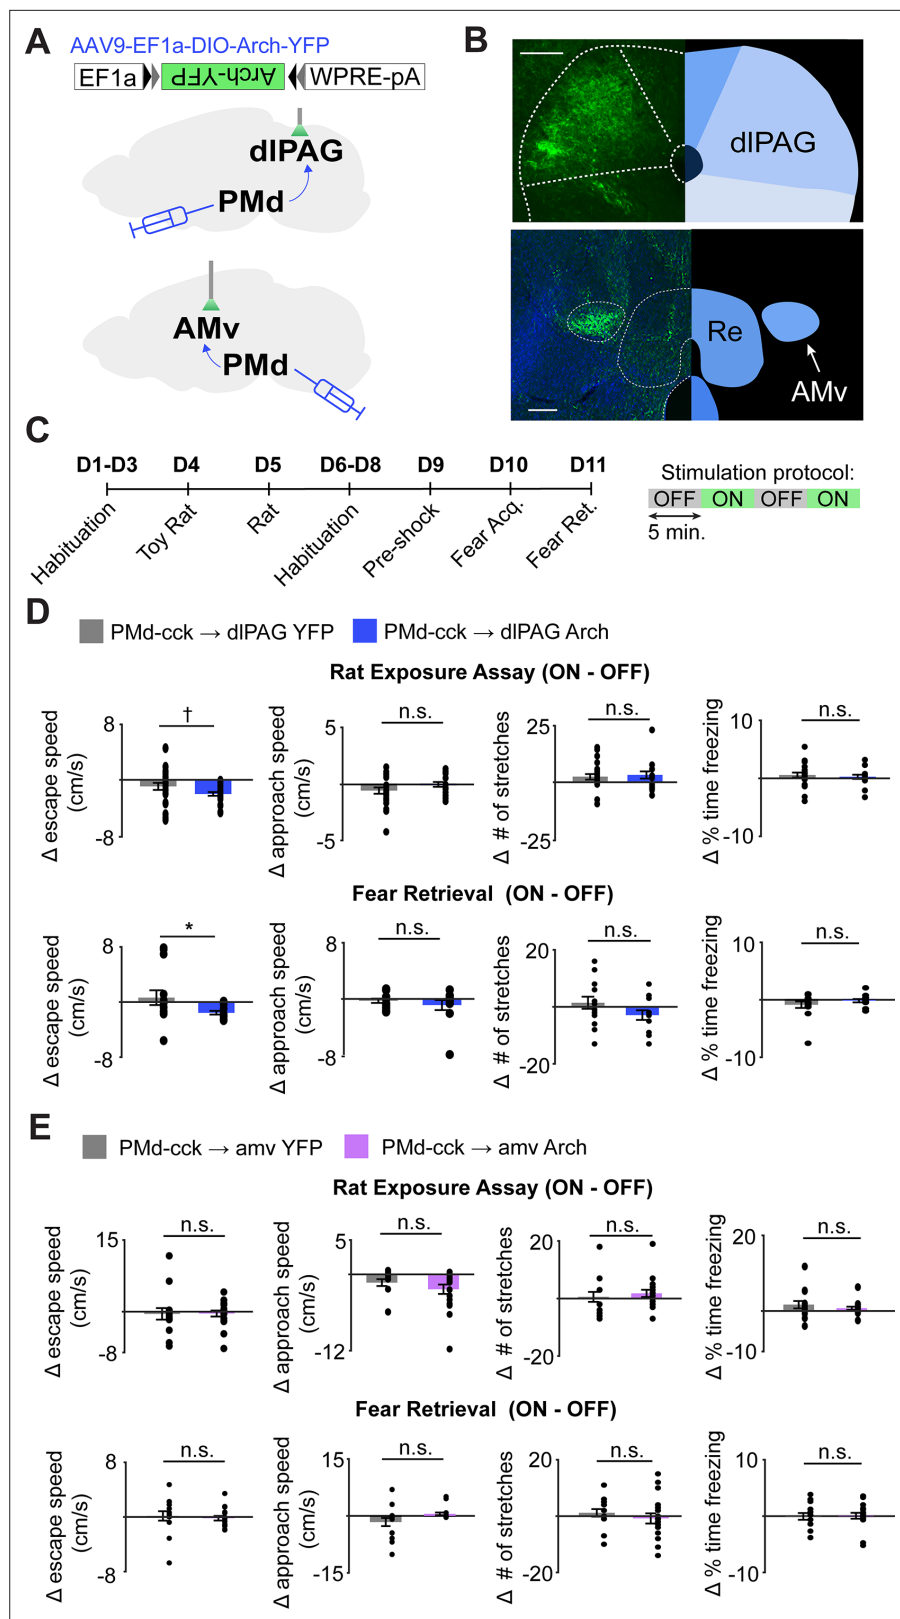 A
AAV9-EF1a-DIO-Arch-YFP
EF1a Arch-YFP WPRE-pA
dlPAG
PMd
AMv
PMd
B
dlPAG
Re
AMv
C
D1-D3 D4 D5 D6-D8 D9 D10 D11
Habituation Toy Rat Rat Habituation Pre-shock Fear Acq. Fear Ret.
Stimulation protocol:
OFF ON OFF ON
5 min.
D
PMd-cck → dlPAG YFP PMd-cck → dlPAG Arch
Rat Exposure Assay (ON - OFF)
Δ escape speed (cm/s)
8
-8
†
Δ approach speed (cm/s)
5
-5
n.s.
Δ # of stretches
25
-25
n.s.
Δ % time freezing
10
-10
n.s.
Fear Retrieval (ON - OFF)
Δ escape speed (cm/s)
8
-8
*
Δ approach speed (cm/s)
8
-8
n.s.
Δ # of stretches
20
-20
n.s.
Δ % time freezing
10
-10
n.s.
E
PMd-cck → amv YFP PMd-cck → amv Arch
Rat Exposure Assay (ON - OFF)
Δ escape speed (cm/s)
15
-8
n.s.
Δ approach speed (cm/s)
5
-12
n.s.
Δ # of stretches
20
-20
n.s.
Δ % time freezing
20
-10
n.s.
Fear Retrieval (ON - OFF)
Δ escape speed (cm/s)
8
-8
n.s.
Δ approach speed (cm/s)
15
-15
n.s.
Δ # of stretches
20
-20
n.s.
Δ % time freezing
10
-10
n.s.